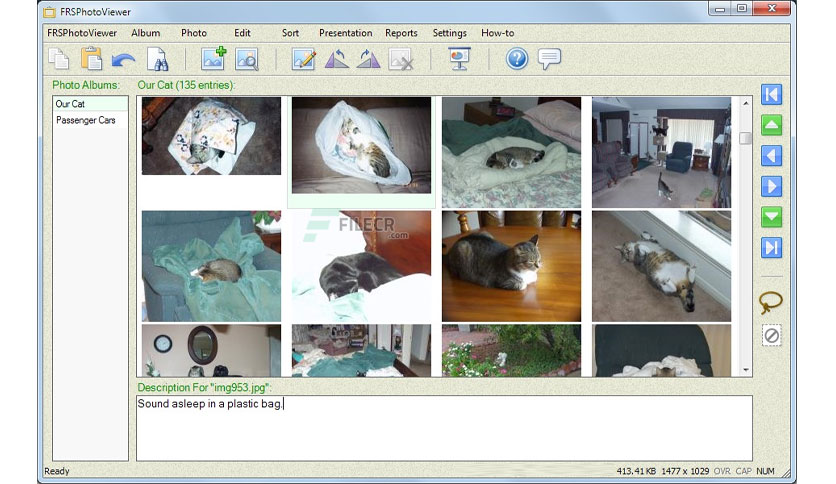 FRSPhotoViewer
FRSPhotoViewer Album Photo Edit Sort Presentation Reports Settings How-to
Photo Albums:
Our Cat (135 entries):
Our Cat
Passenger Cars
FILECR
.com
Description For "img953.jpg":
Sound asleep in a plastic bag.
Ready
413.41 KB 1477 x 1029 OVR CAP NUM